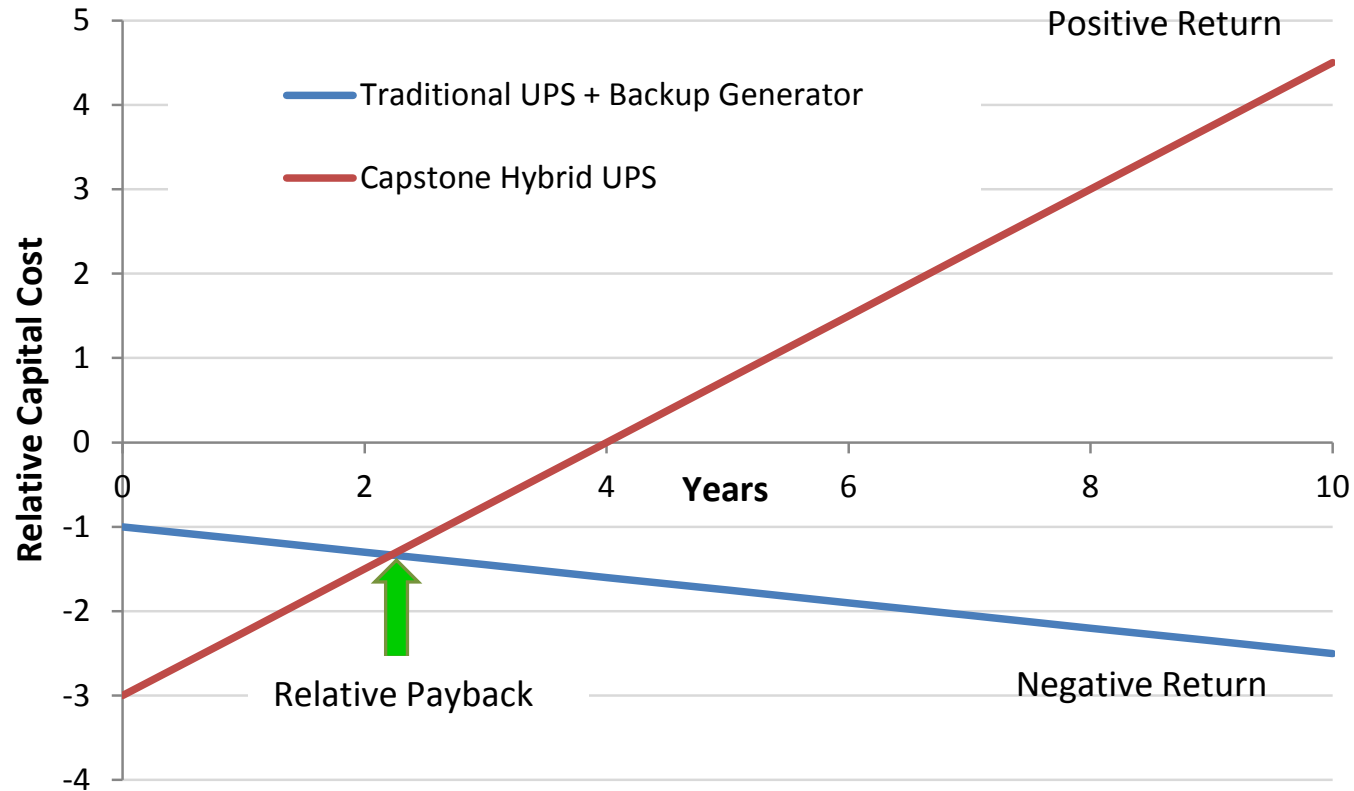 5
Positive Return
Traditional UPS + Backup Generator
4
Capstone Hybrid UPS
3
2
1
Relative Capital Cost
0
0
2
4
Years
6
8
10
-1
-2
Relative Payback
Negative Return
-3
-4